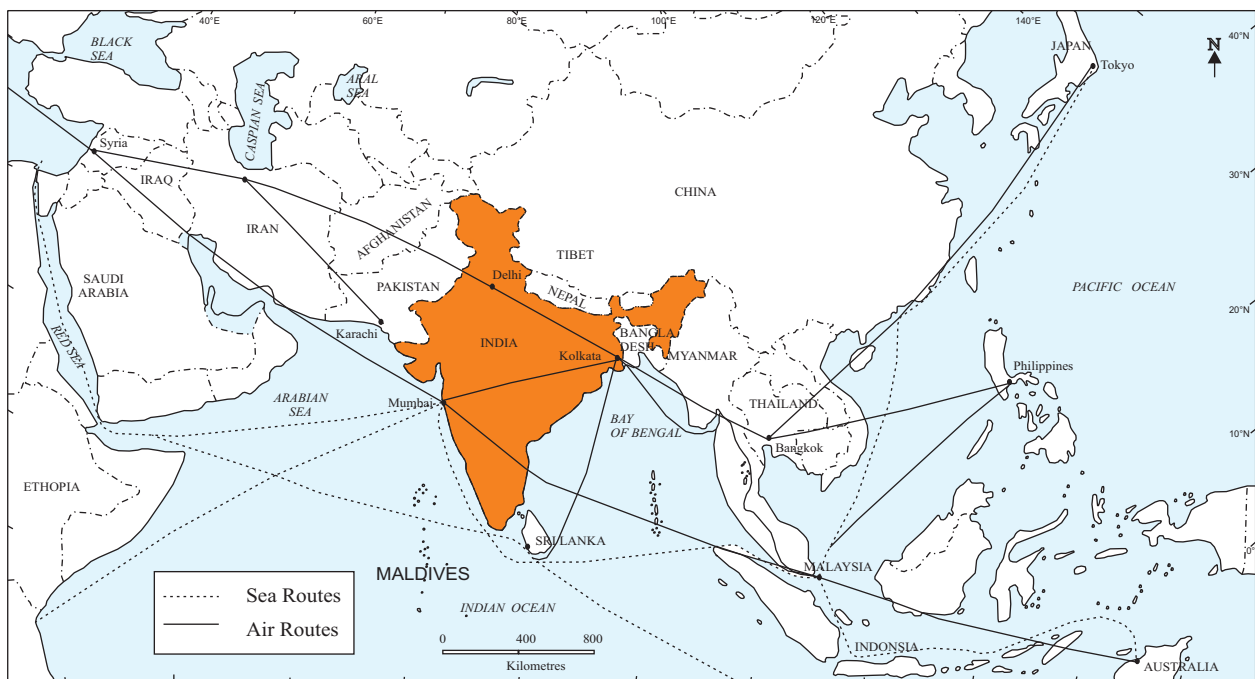 40°E
80°E
100°E
120°E
140°E
40°N
BLACK
SEA
JAPAN
N
Tokyo
ARAL
SEA
CASPIAN SEA
Syria
IRAQ
30°N
CHINA
AFGHANISTAN
IRAN
TIBET
SAUDI
ARABIA
Delhi
PAKISTAN
NEPAL
PACIFIC OCEAN
20°N
RED SEA
Karachi
INDIA
BANGLA
DESH
Kolkata
MYANMAR
Philippines
ARABIAN
SEA
Mumbai
THAILAND
BAY
OF BENGAL
10°N
Bangkok
ETHIOPIA
SRI LANKA
0°
MALAYSIA
MALDIVES
Sea Routes
INDIAN OCEAN
Air Routes
0 400 800
Kilometres
INDONSIA
AUSTRALIA